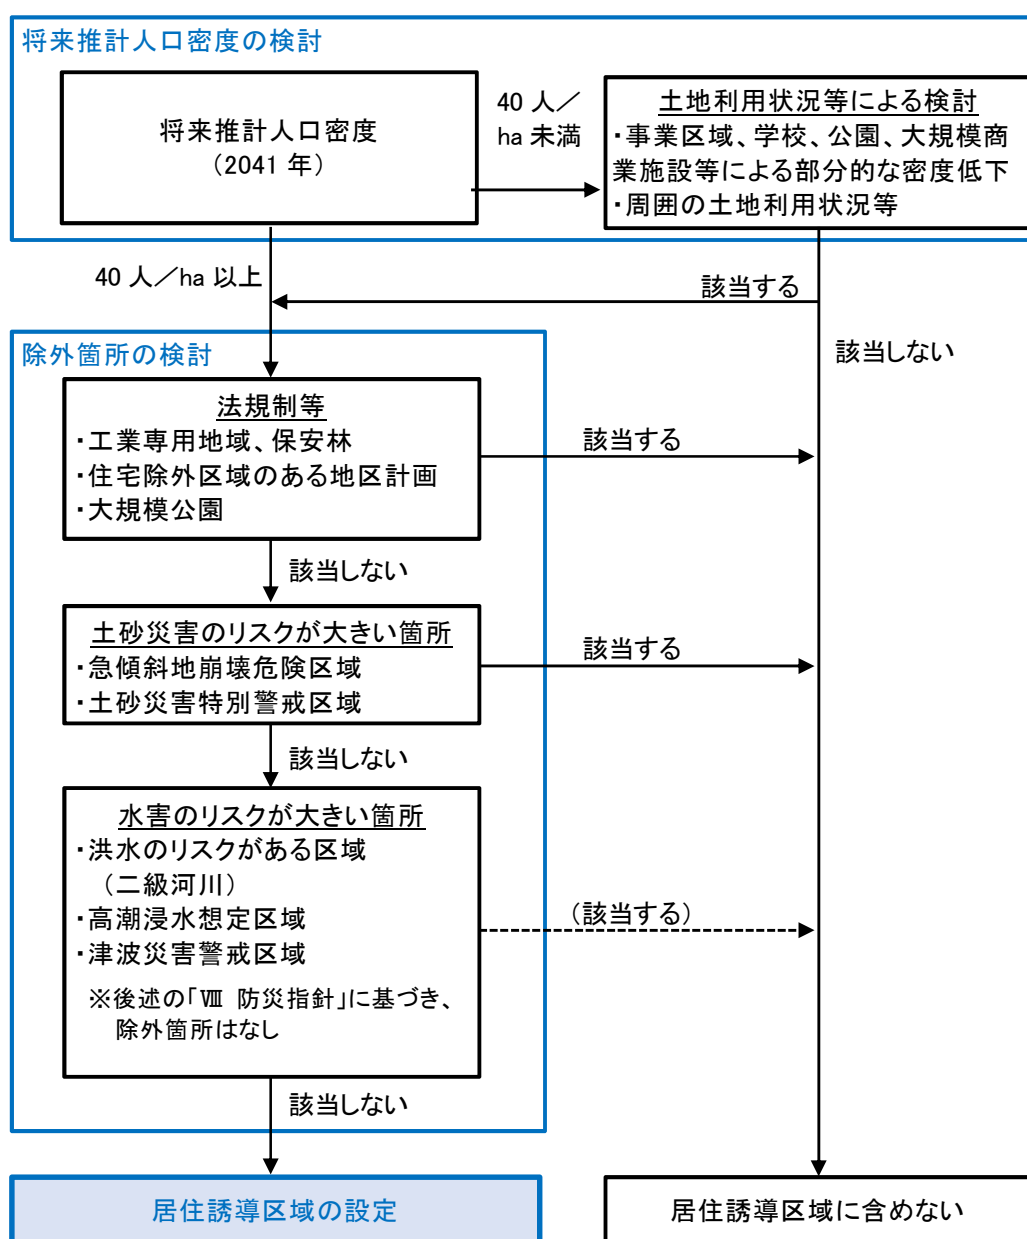 将来推計人口密度の検討
将来推計人口密度
（2041 年）
40 人／
ha 未満
土地利用状況等による検討
・事業区域、学校、公園、大規模商
業施設等による部分的な密度低下
・周囲の土地利用状況等
40 人／ha 以上
該当する
該当しない
除外箇所の検討
法規制等
・工業専用地域、保安林
・住宅除外区域のある地区計画
・大規模公園
該当する
該当しない
土砂災害のリスクが大きい箇所
・急傾斜地崩壊危険区域
・土砂災害特別警戒区域
該当する
該当しない
水害のリスクが大きい箇所
・洪水のリスクがある区域
（二級河川）
・高潮浸水想定区域
・津波災害警戒区域
※後述の「Ⅷ 防災指針」に基づき、
除外箇所はなし
（該当する）
該当しない
居住誘導区域の設定
居住誘導区域に含めない